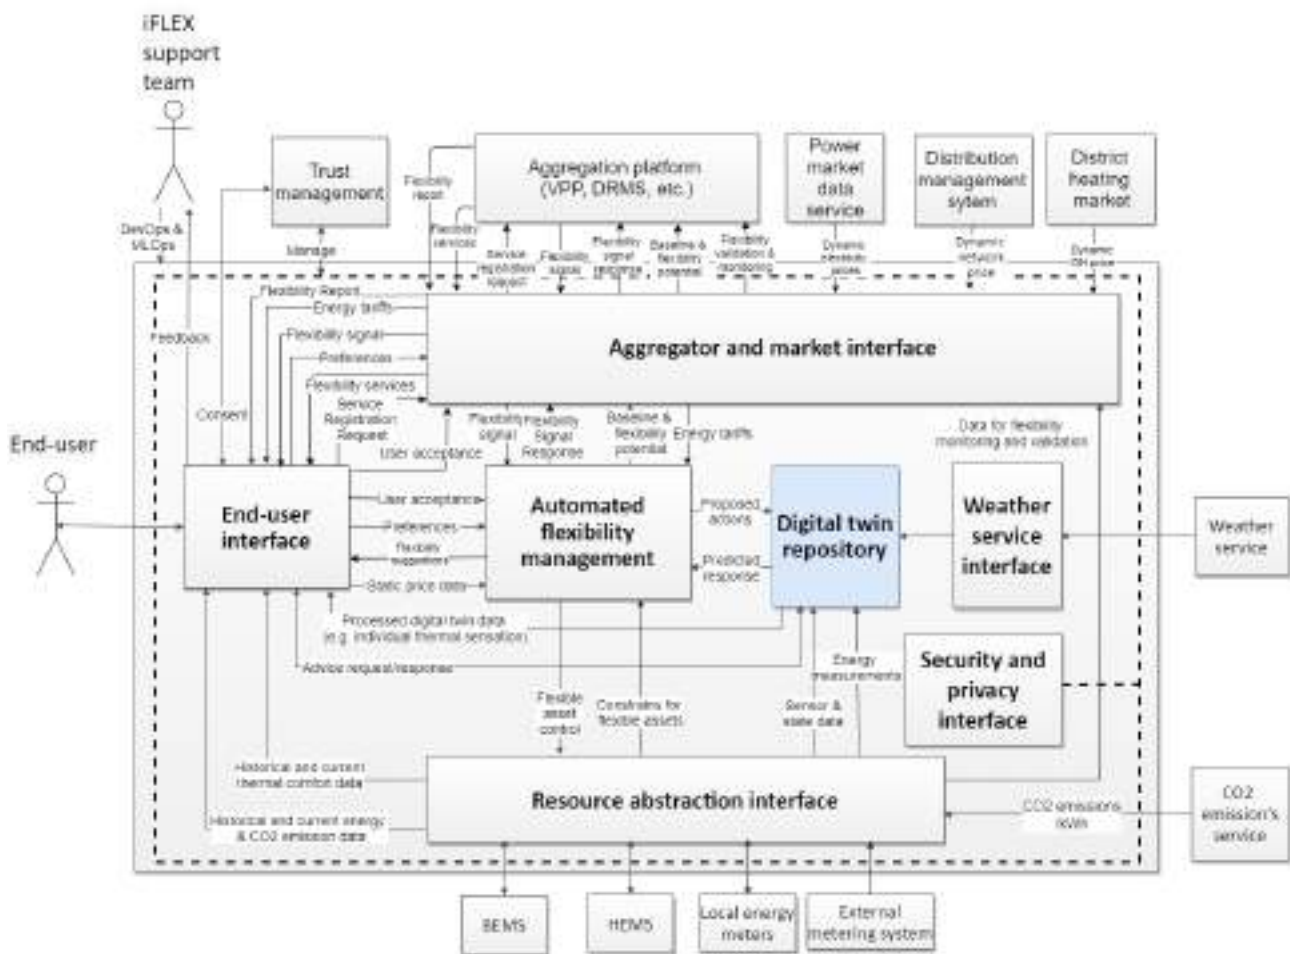 iFLEX
support
team
Trust
management
Aggregation platform
(VPP, DRMS, etc.)
Power
market
data
service
Distribution
management
sytem
District
heating
market
Flexibility
report
DevOps &
MLOps
Manage
Flexibility
services
Service
registration
request
Flexibility
signal
Flexibility
signal
response
Baseline &
flexibility
potential
Flexibility
validation &
monitoring
Dynamic
electricity
prices
Dynamic
network
price
Dynamic
Flexibility Report
Energy tariffs
Feedback
Flexibility signal
Preferences
Aggregator and market interface
Flexibility services
Consent
Service
Registration
Request
User acceptance
Flexibility
signal
Flexibility
Signal
Response
Baseline &
flexibility
potential
Energy tariffs
Data for flexibility
monitoring and validation
End-user
End-user
interface
User acceptance
Preferences
Flexibility
Static price data
Automated
flexibility
management
Proposed
actions
Predicted
response
Digital twin
repository
Weather
service
interface
Weather
service
Processed digital twin data
(e.g. individual thermal sensation)
Advice request/response
Energy
measurements
Security and
privacy
interface
Flexible
asset
control
Constrains for
flexible assets
Sensor &
state data
Historical and current
thermal comfort data
Resource abstraction interface
Historical and current energy
& CO2 emission data
CO2 emissions
/kWh
CO2
emission's
service
BEMS
HEMS
Local energy
meters
External
metering system